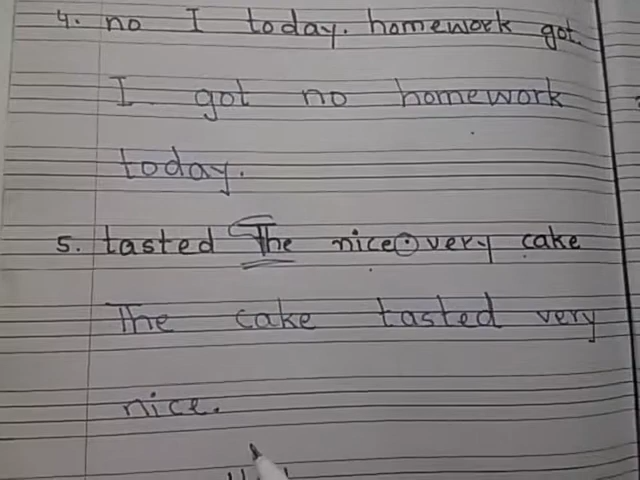 4. no I today. homework got.
I got no homework
today.
5. tasted The nice. very cake
The cake tasted very
nice.